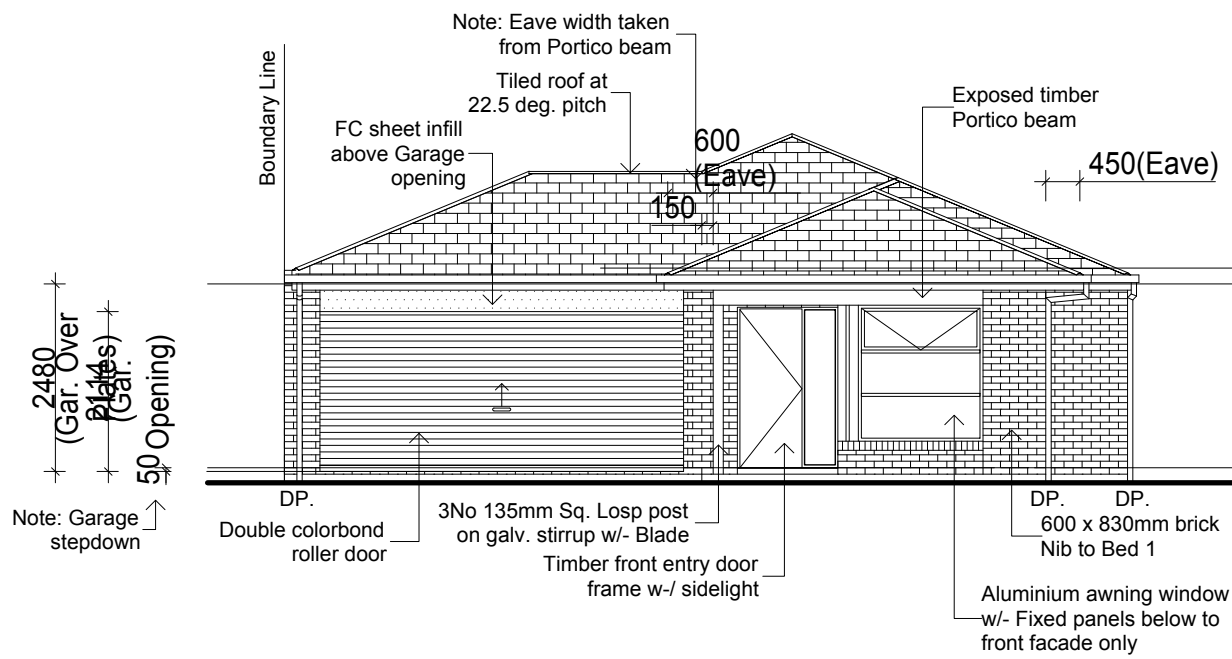 Note: Eave width taken
from Portico beam
Tiled roof at
22.5 deg. pitch
FC sheet infill
above Garage
opening
Boundary Line
600
(Eave)
150
Exposed timber
Portico beam
450(Eave)
2480
(Gar. Over
Plates)
2114
(Gar.
Opening)
50
Note: Garage
stepdown
DP.
Double colorbond
roller door
3No 135mm Sq. Losp post
on galv. stirrup w/- Blade
Timber front entry door
frame w-/ sidelight
DP.
DP.
600 x 830mm brick
Nib to Bed 1
Aluminium awning window
w/- Fixed panels below to
front facade only